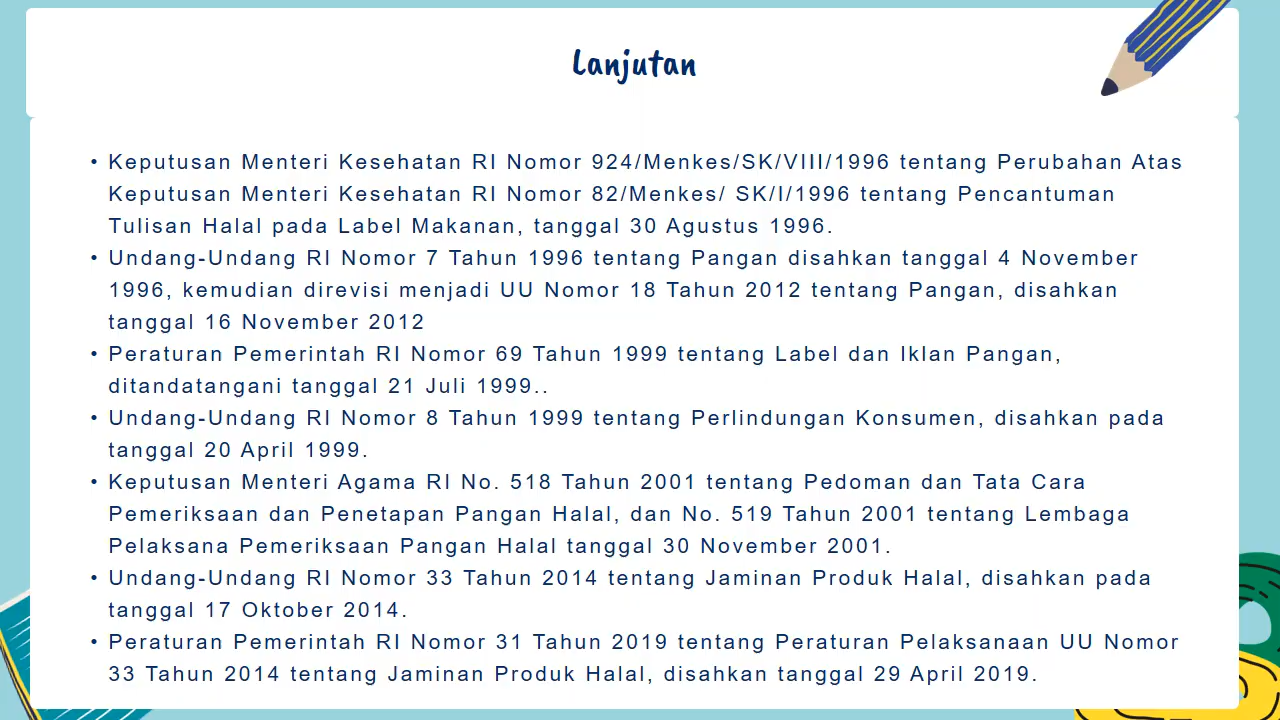 Lanjutan
• Keputusan Menteri Kesehatan RI Nomor 924/Menkes/SK/VIII/1996 tentang Perubahan Atas
Keputusan Menteri Kesehatan RI Nomor 82/Menkes/ SK/I/1996 tentang Pencantuman
Tulisan Halal pada Label Makanan, tanggal 30 Agustus 1996.
• Undang-Undang RI Nomor 7 Tahun 1996 tentang Pangan disahkan tanggal 4 November
1996, kemudian direvisi menjadi UU Nomor 18 Tahun 2012 tentang Pangan, disahkan
tanggal 16 November 2012
• Peraturan Pemerintah RI Nomor 69 Tahun 1999 tentang Label dan Iklan Pangan,
ditandatangani tanggal 21 Juli 1999..
• Undang-Undang RI Nomor 8 Tahun 1999 tentang Perlindungan Konsumen, disahkan pada
tanggal 20 April 1999.
• Keputusan Menteri Agama RI No. 518 Tahun 2001 tentang Pedoman dan Tata Cara
Pemeriksaan dan Penetapan Pangan Halal, dan No. 519 Tahun 2001 tentang Lembaga
Pelaksana Pemeriksaan Pangan Halal tanggal 30 November 2001.
• Undang-Undang RI Nomor 33 Tahun 2014 tentang Jaminan Produk Halal, disahkan pada
tanggal 17 Oktober 2014.
• Peraturan Pemerintah RI Nomor 31 Tahun 2019 tentang Peraturan Pelaksanaan UU Nomor
33 Tahun 2014 tentang Jaminan Produk Halal, disahkan tanggal 29 April 2019.